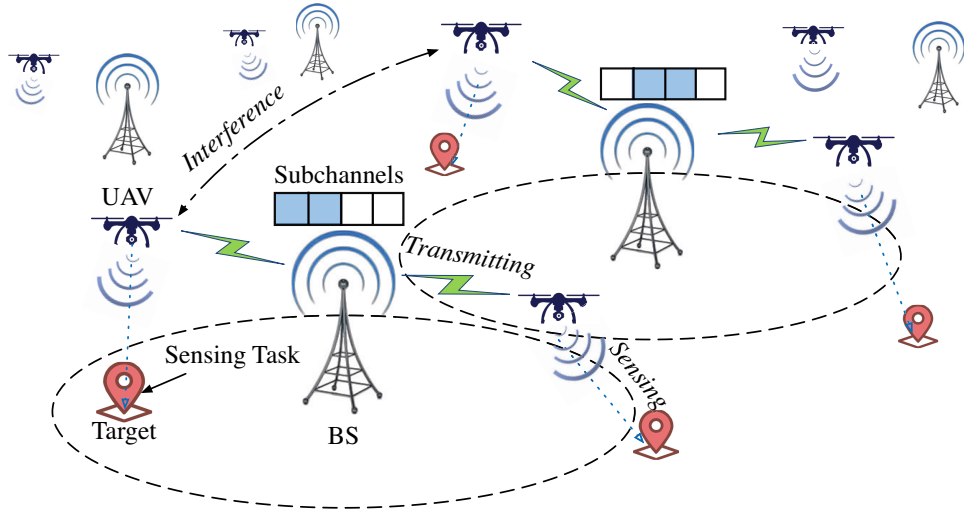 Interference
Subchannels
UAV
Transmitting
Sensing
Sensing Task
Target
BS